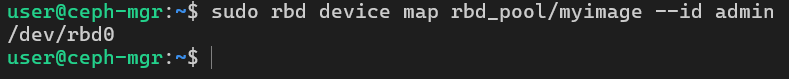 user@ceph-mgr:~$ sudo rbd device map rbd_pool/myimage --id admin
/dev/rbd0
user@ceph-mgr:~$